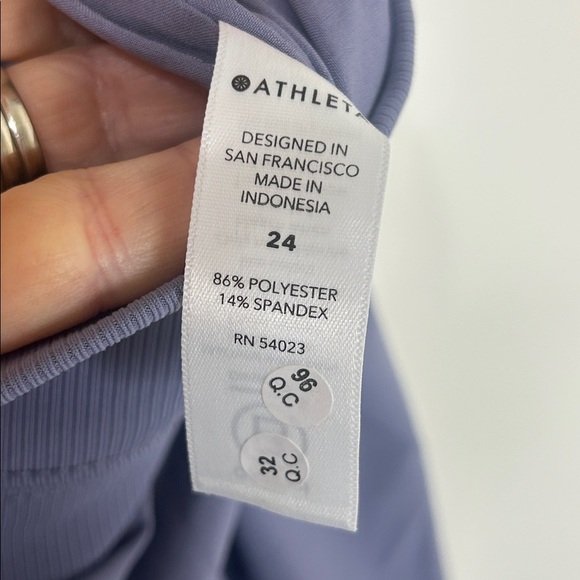 ATHLETA
DESIGNED IN
SAN FRANCISCO
MADE IN
INDONESIA
24
86% POLYESTER
14% SPANDEX
RN 54023
96
Q.C
32
Q.C